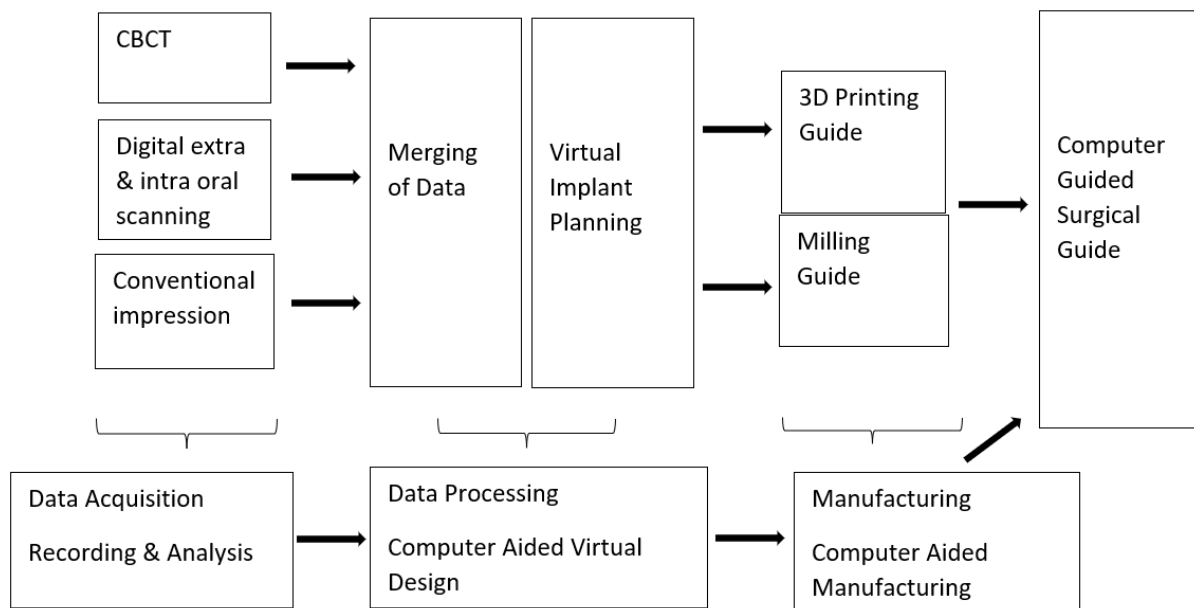 CBCT
Digital extra
& intra oral
scanning
Conventional
impression
Merging
of Data
Virtual
Implant
Planning
3D Printing
Guide
Milling
Guide
Computer
Guided
Surgical
Guide
Data Acquisition
Recording & Analysis
Data Processing
Computer Aided Virtual
Design
Manufacturing
Computer Aided
Manufacturing